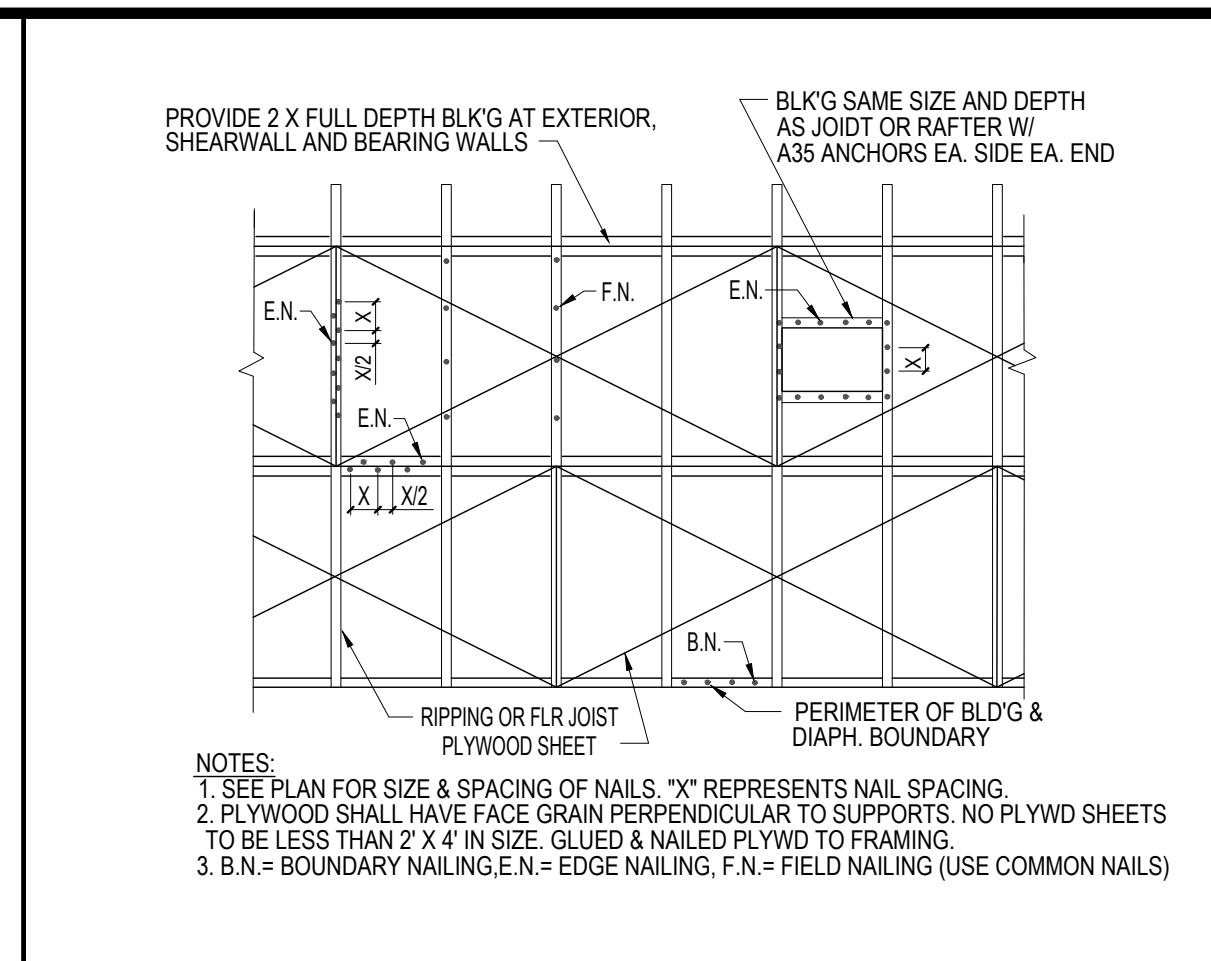 PROVIDE 2 X FULL DEPTH BLK'G AT EXTERIOR,
SHEARWALL AND BEARING WALLS
BLK'G SAME SIZE AND DEPTH
AS JOIDT OR RAFTER W/
A35 ANCHORS EA. SIDE EA. END
E.N.
X
X/2
F.N.
E.N.
X
E.N.
X
X/2
B.N.
RIPPING OR FLR JOIST
PLYWOOD SHEET
PERIMETER OF BLD'G &
DIAPH. BOUNDARY
NOTES:
1. SEE PLAN FOR SIZE & SPACING OF NAILS. "X" REPRESENTS NAIL SPACING.
2. PLYWOOD SHALL HAVE FACE GRAIN PERPENDICULAR TO SUPPORTS. NO PLYWD SHEETS
TO BE LESS THAN 2' X 4' IN SIZE. GLUED & NAILED PLYWD TO FRAMING.
3. B.N.= BOUNDARY NAILING,E.N.= EDGE NAILING, F.N.= FIELD NAILING (USE COMMON NAILS)